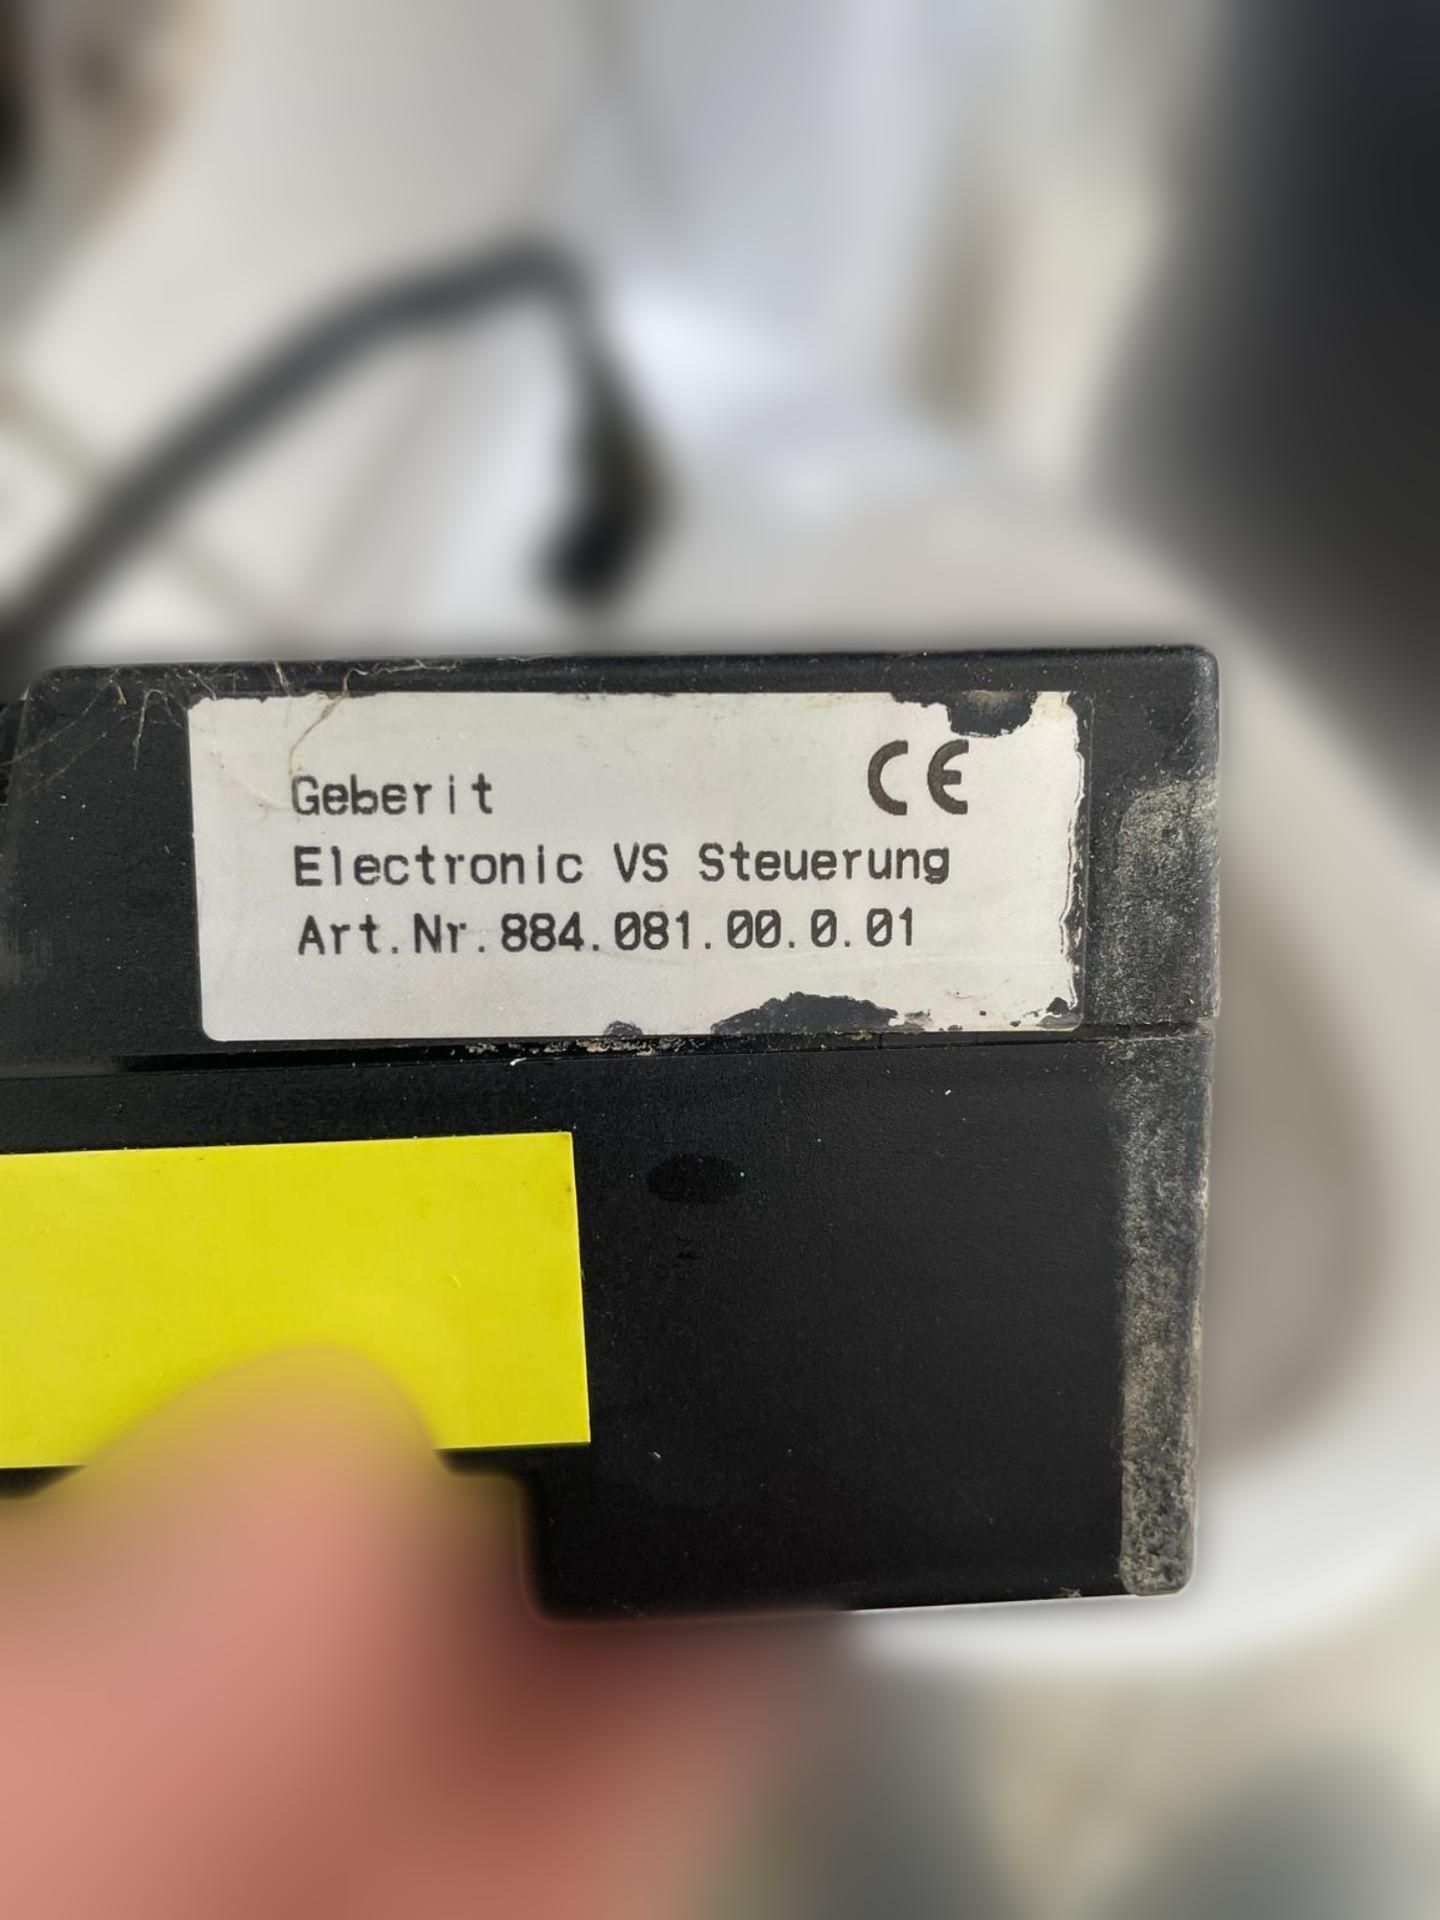 Geberit CE
Electronic VS Steuerung
Art.Nr.884.081.00.0.01